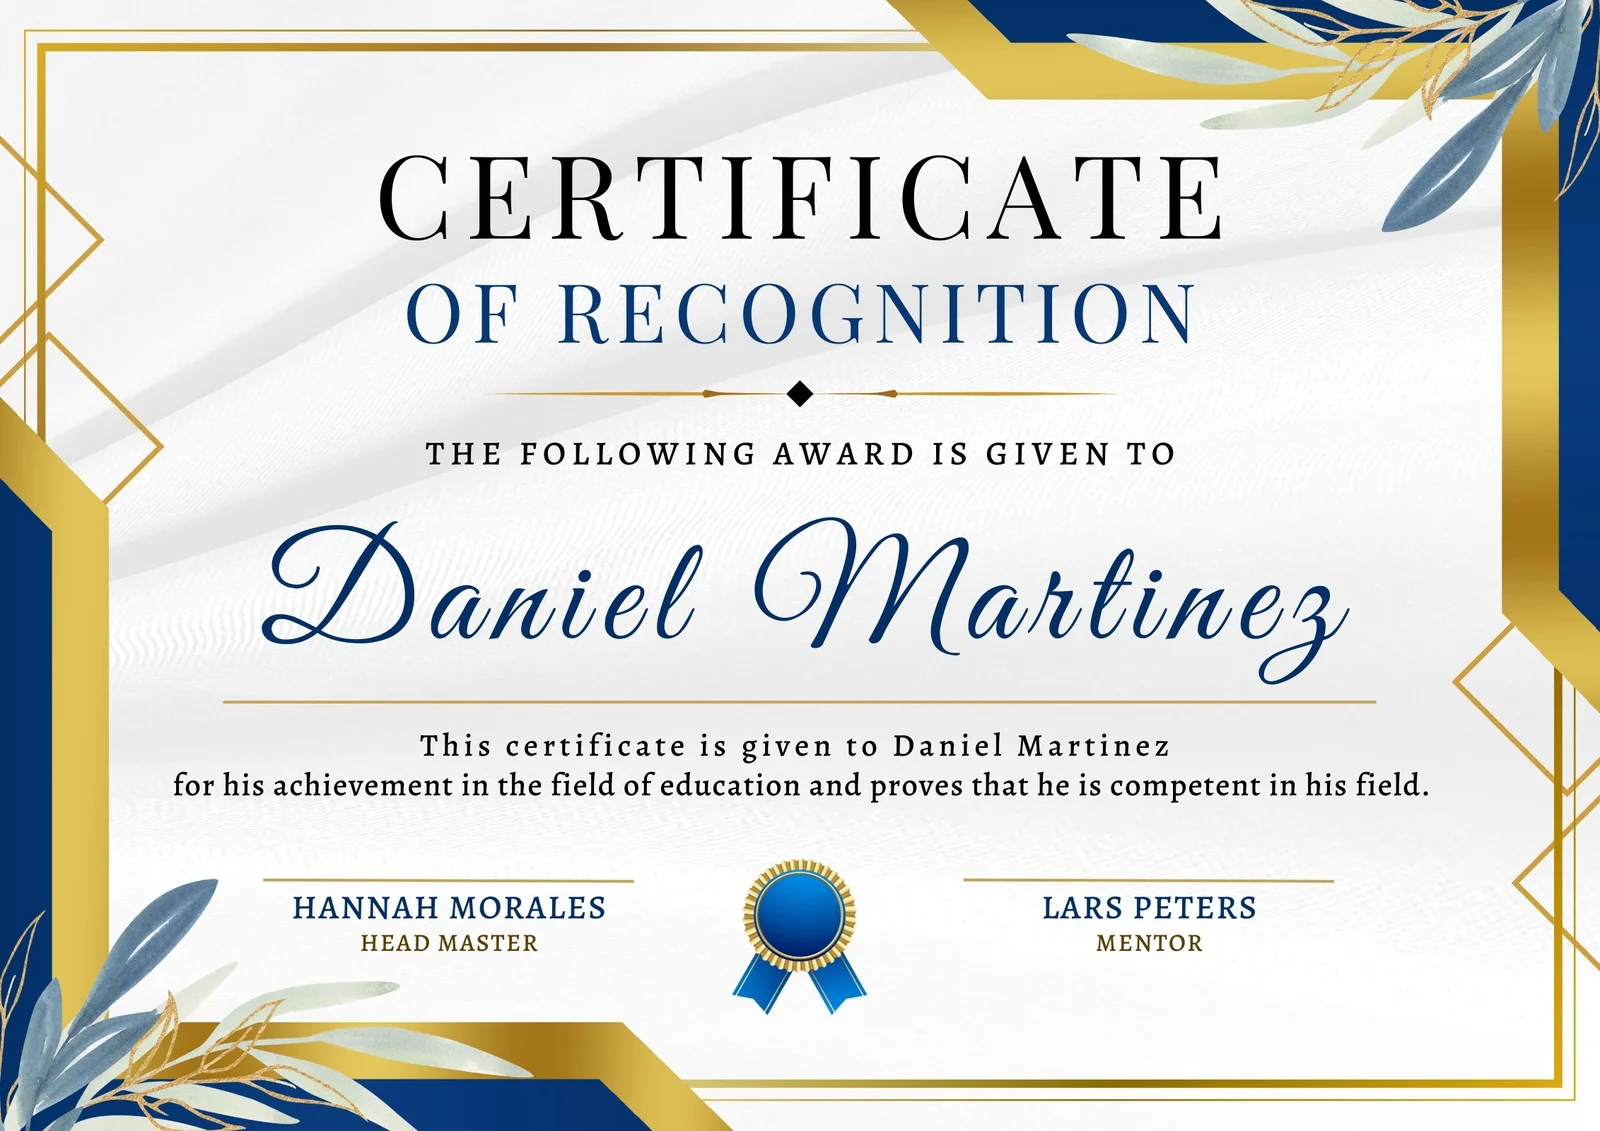 CERTIFICATE
OF RECOGNITION
THE FOLLOWING AWARD IS GIVEN TO
Daniel Martinez
This certificate is given to Daniel Martinez
for his achievement in the field of education and proves that he is competent in his field.
HANNAH MORALES
HEAD MASTER
LARS PETERS
MENTOR